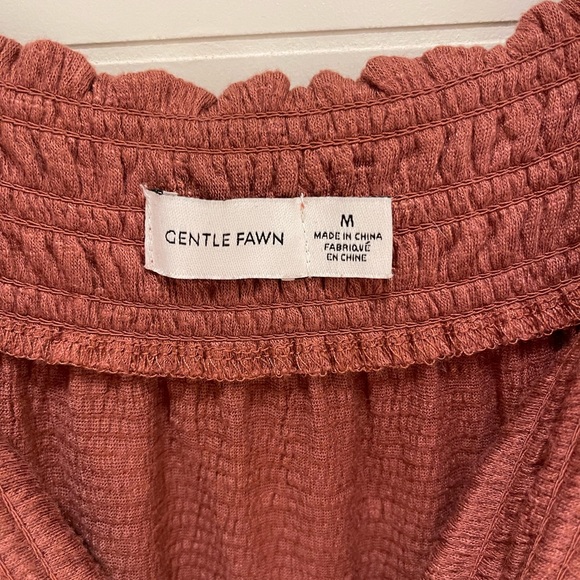 GENTLE FAWN
M
MADE IN CHINA
FABRIQUÉ
EN CHINE